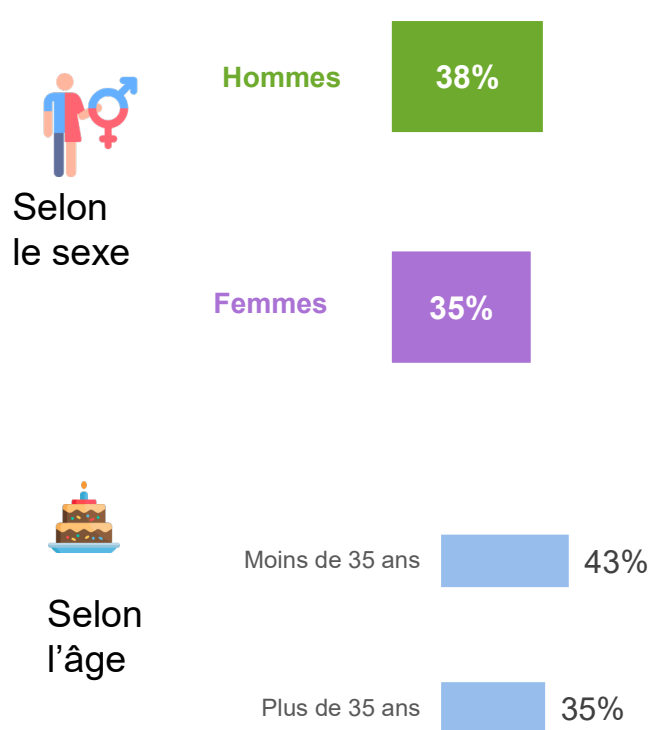 Hommes
38%
Selon
le sexe
Femmes
35%
Moins de 35 ans
43%
Selon
l’âge
Plus de 35 ans
35%